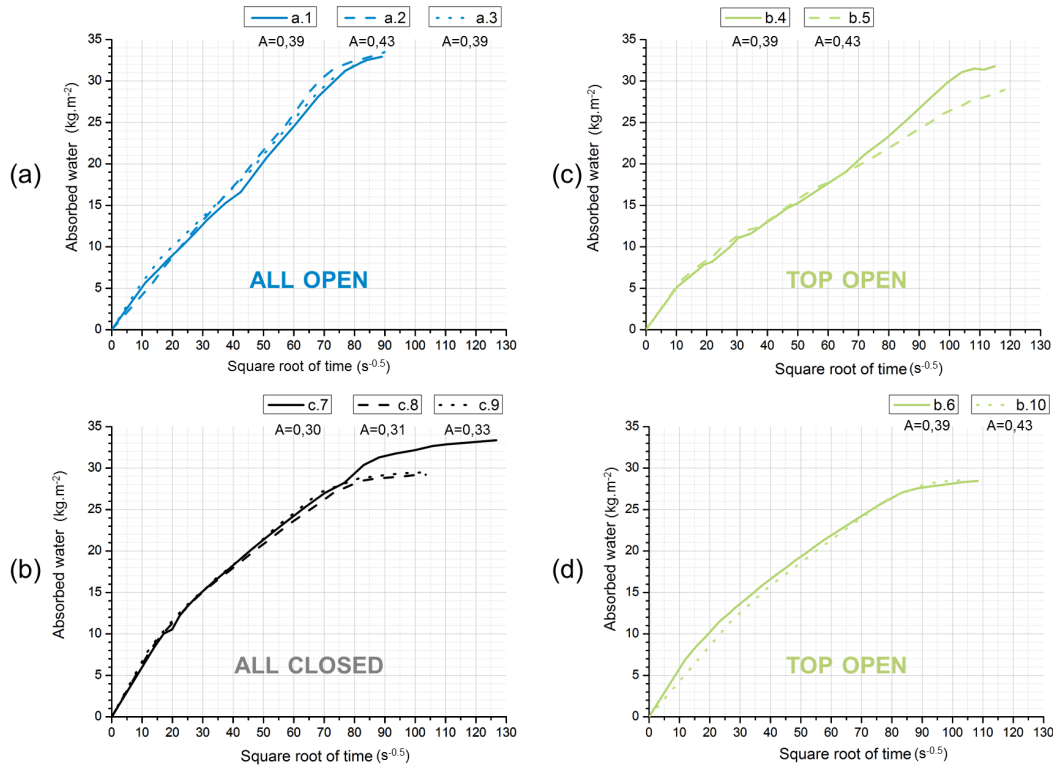 a.1 a.2 a.3
A=0,39 A=0,43 A=0,39
35
30
25
20
15
10
5
0
Absorbed water (kg.m-2)
(a)
ALL OPEN
0 10 20 30 40 50 60 70 80 90 100 110 120 130
Square root of time (s-0.5)
b.4 b.5
A=0,39 A=0,43
35
30
25
20
15
10
5
0
Absorbed water (kg.m-2)
(c)
TOP OPEN
0 10 20 30 40 50 60 70 80 90 100 110 120 130
Square root of time (s-0.5)
c.7 c.8 c.9
A=0,30 A=0,31 A=0,33
35
30
25
20
15
10
5
0
Absorbed water (kg.m-2)
(b)
ALL CLOSED
0 10 20 30 40 50 60 70 80 90 100 110 120 130
Square root of time (s-0.5)
b.6 b.10
A=0,39 A=0,43
35
30
25
20
15
10
5
0
Absorbed water (kg.m-2)
(d)
TOP OPEN
0 10 20 30 40 50 60 70 80 90 100 110 120 130
Square root of time (s-0.5)